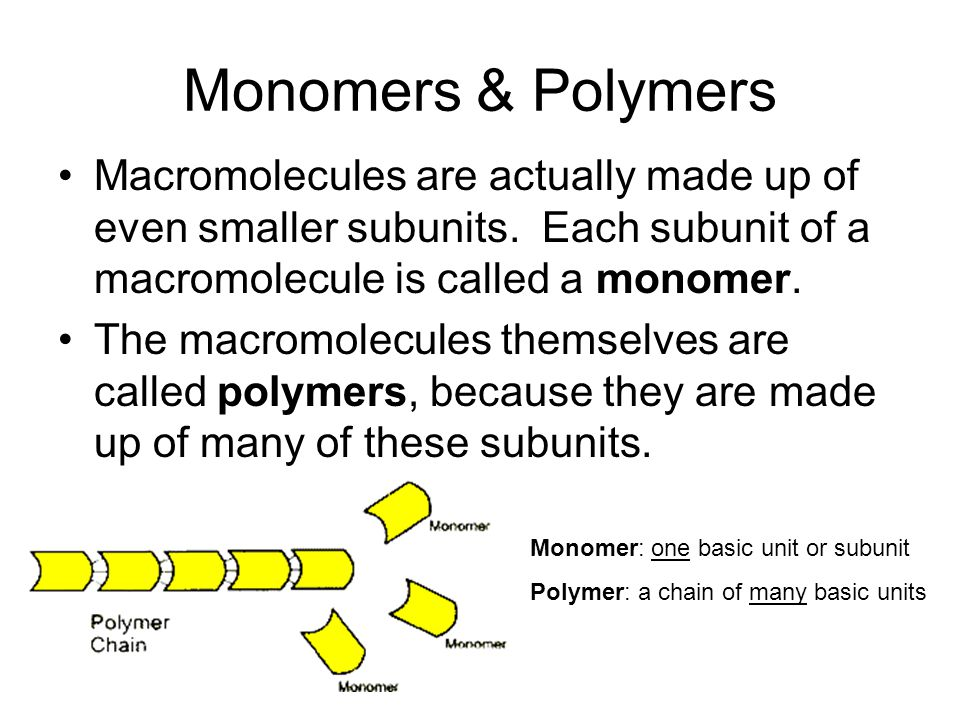 Monomers & Polymers
• Macromolecules are actually made up of
even smaller subunits.  Each subunit of a
macromolecule is called a monomer.
• The macromolecules themselves are
called polymers, because they are made
up of many of these subunits.
Monomer
Monomer: one basic unit or subunit
Polymer: a chain of many basic units
Polymer
Chain
Monomer
Monomer